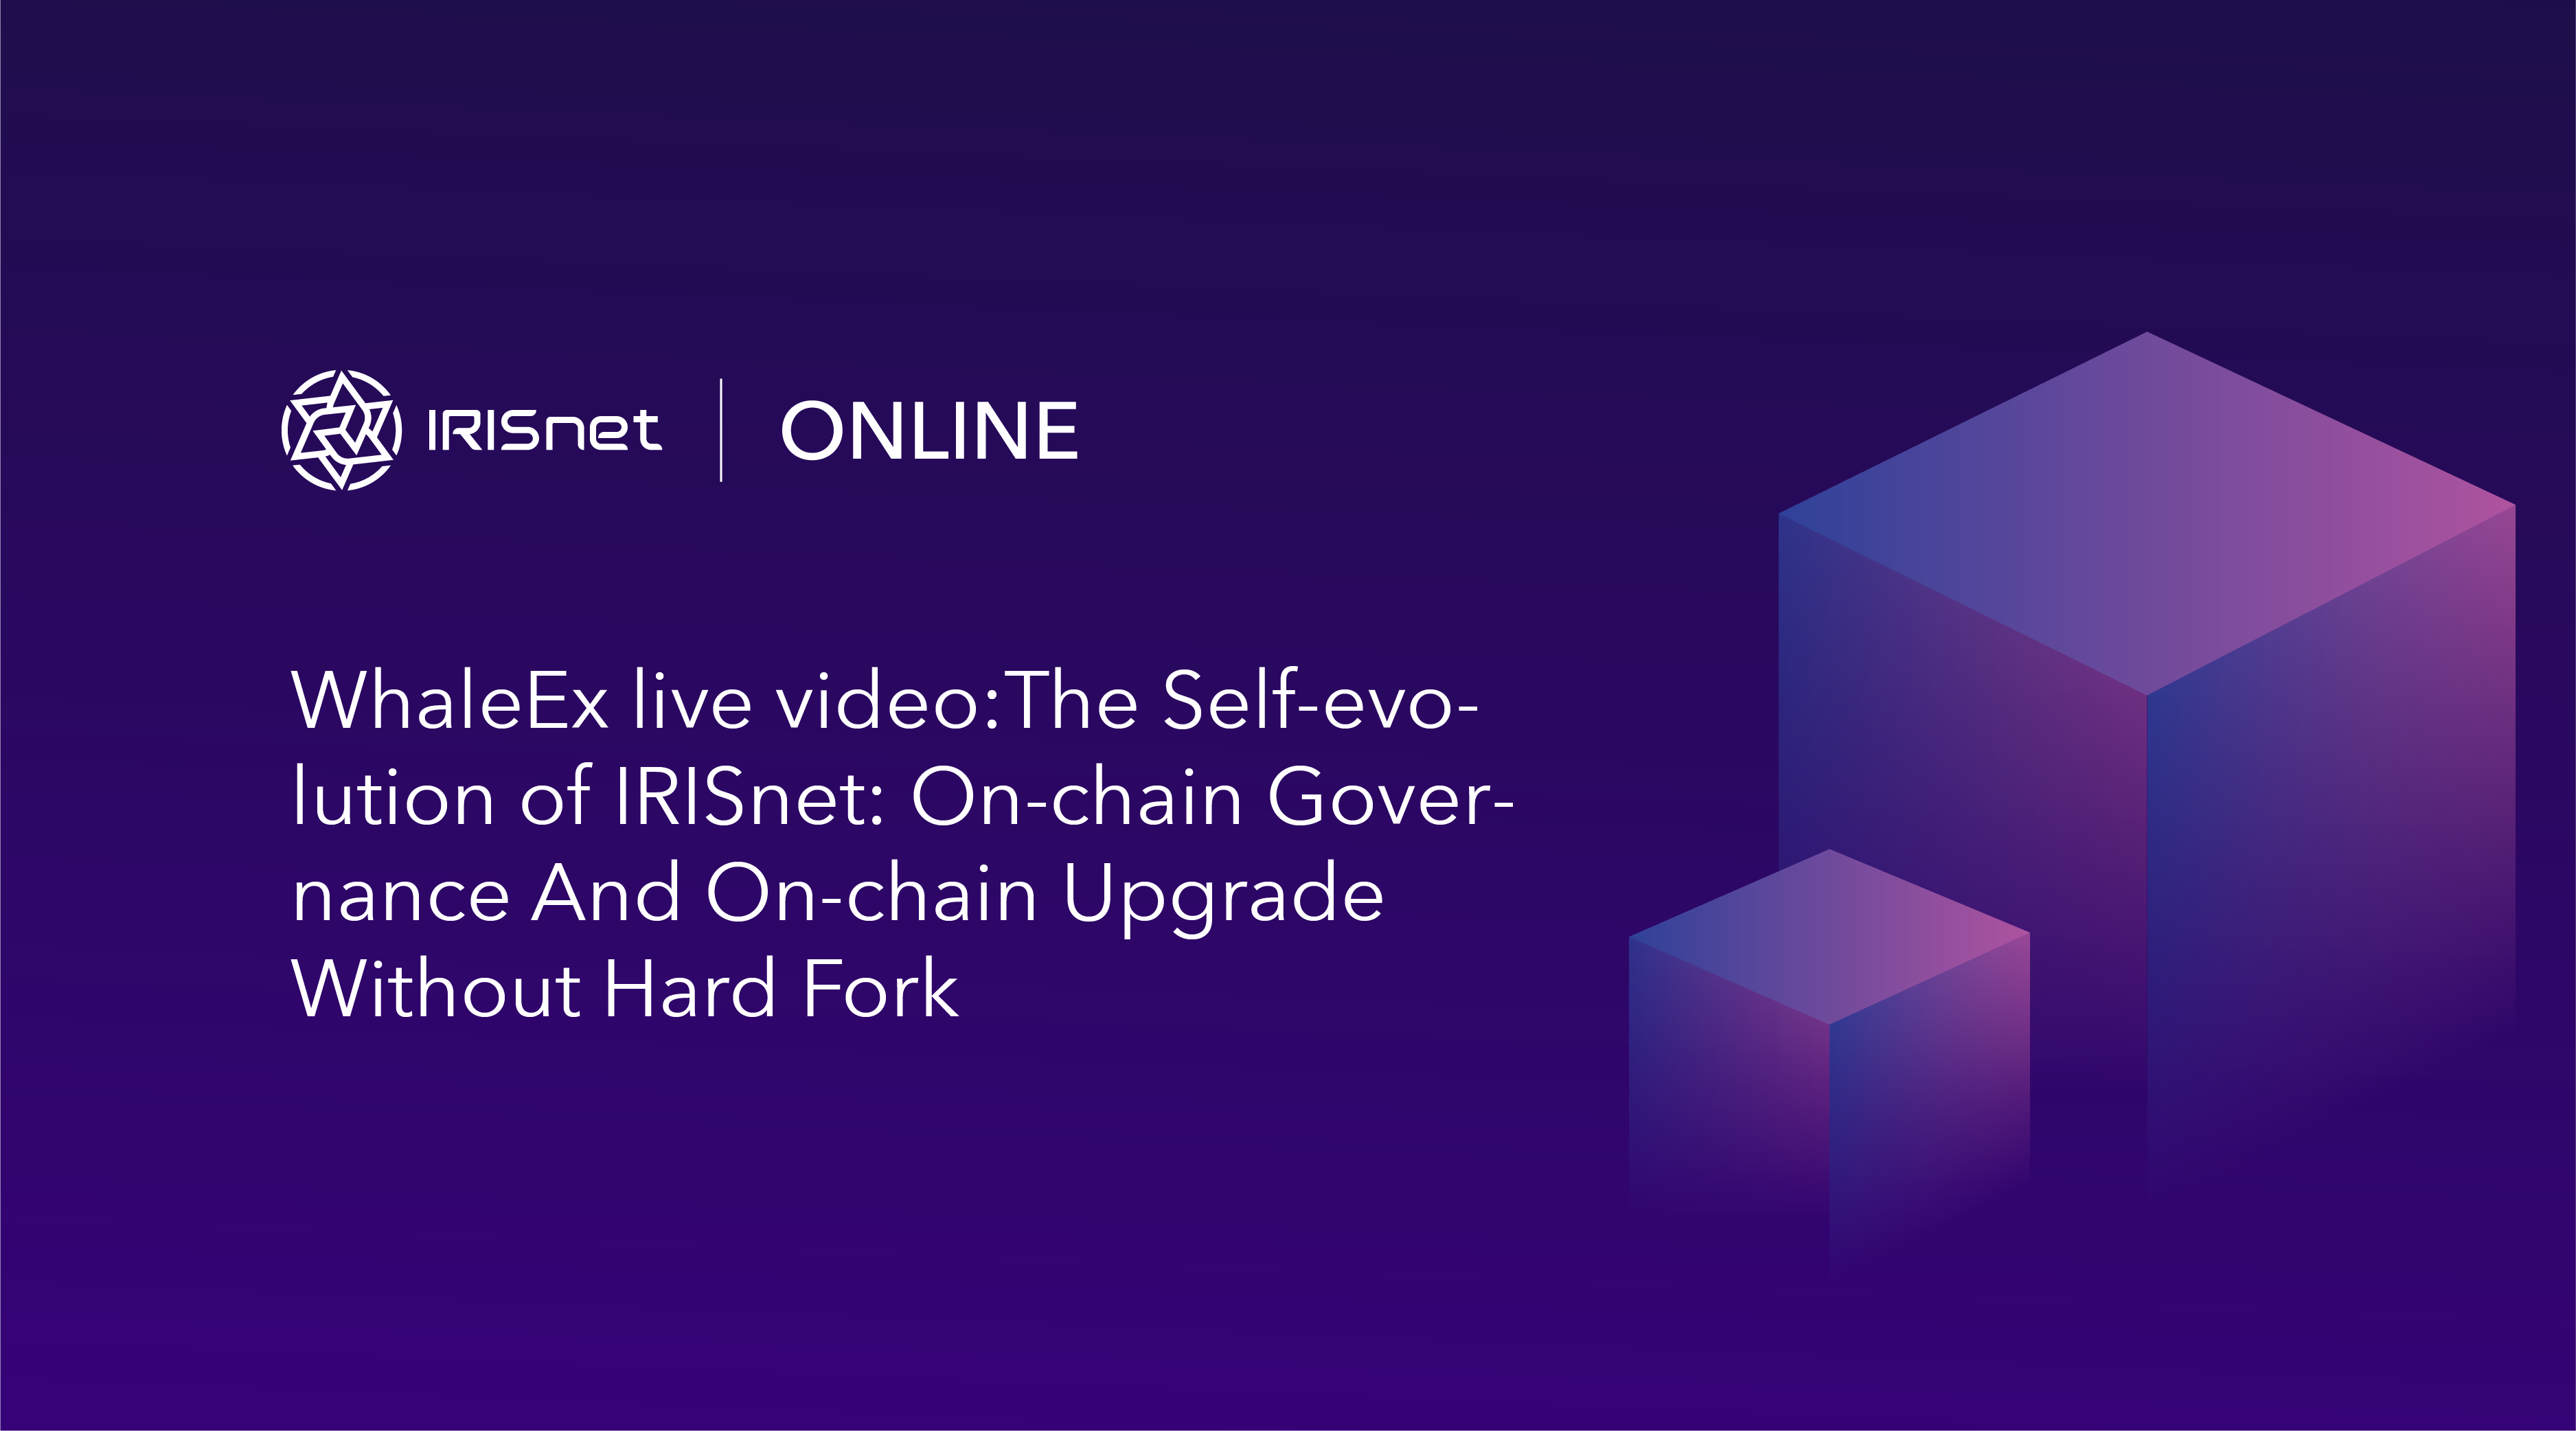 IRISnet | ONLINE
WhaleEx live video:The Self-evo-
lution of IRISnet: On-chain Gover-
nance And On-chain Upgrade
Without Hard Fork